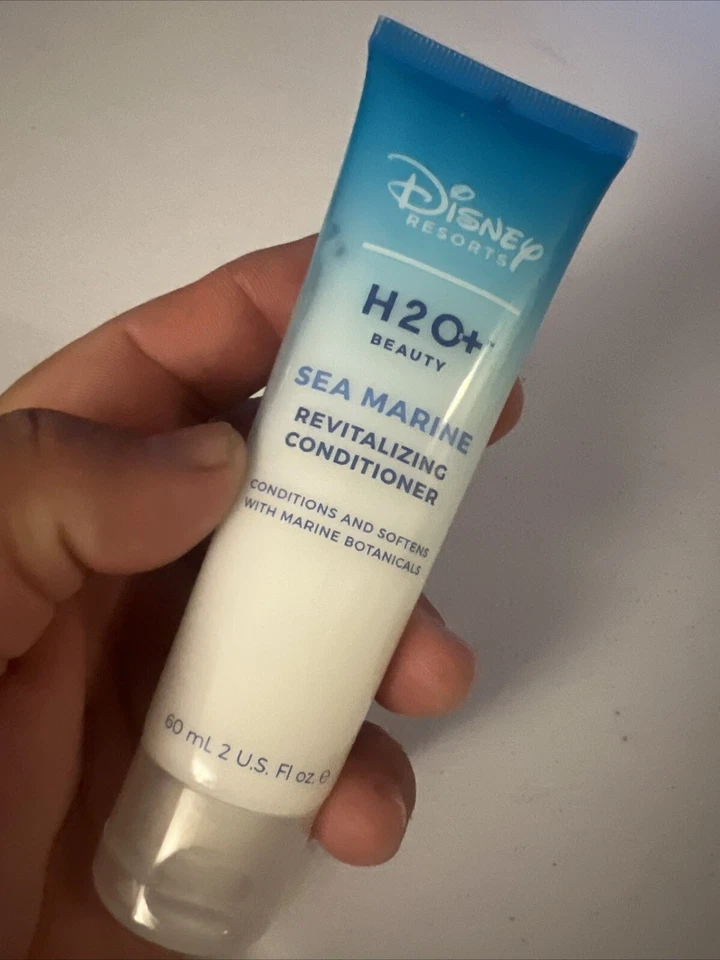 Disney
RESORTS
H2O+
BEAUTY
SEA MARINE
REVITALIZING
CONDITIONER
CONDITIONS AND SOFTENS
WITH MARINE BOTANICALS
60 mL 2 U.S. Fl oz. ℮